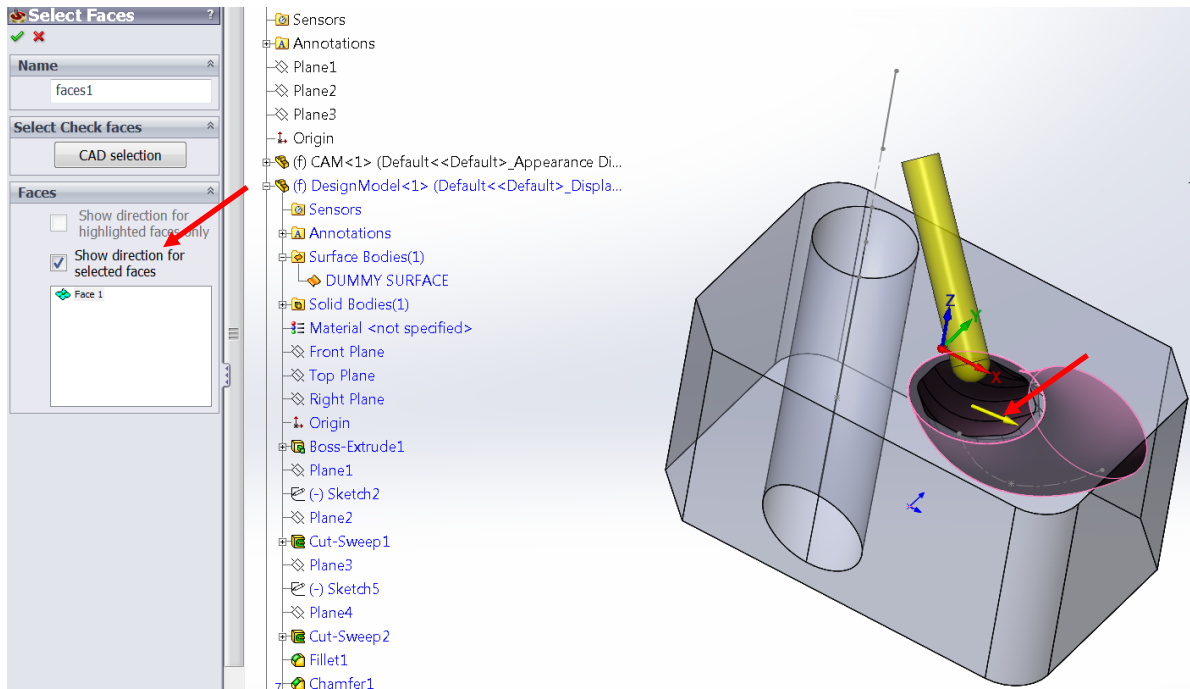 Select Faces ?
Name
faces1
Select Check faces
CAD selection
Faces
Show direction for
highlighted faces only
Show direction for
selected faces
Face 1
Sensors
Annotations
Plane1
Plane2
Plane3
Origin
(f) CAM<1> (Default<<Default>_Appearance Di...
(f) DesignModel<1> (Default<<Default>_Displa...
Sensors
Annotations
Surface Bodies(1)
DUMMY SURFACE
Solid Bodies(1)
Material <not specified>
Front Plane
Top Plane
Right Plane
Origin
Boss-Extrude1
Plane1
(-) Sketch2
Plane2
Cut-Sweep1
Plane3
(-) Sketch5
Plane4
Cut-Sweep2
Fillet1
Chamfer1
Z
Y
X